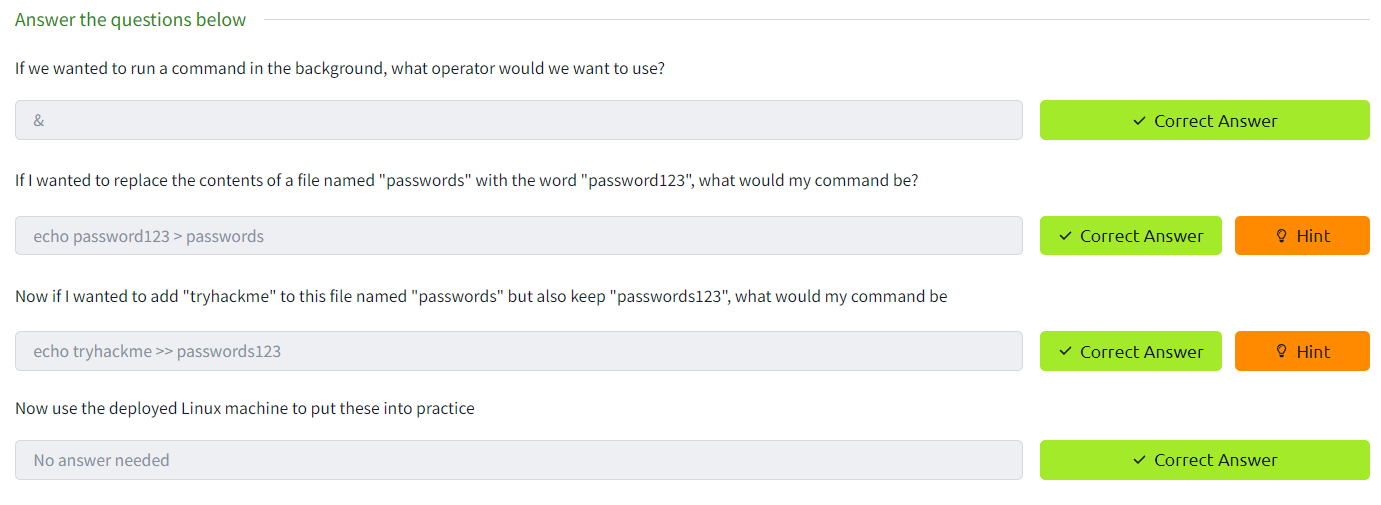 Answer the questions below
If we wanted to run a command in the background, what operator would we want to use?
&
Correct Answer
If I wanted to replace the contents of a file named "passwords" with the word "password123", what would my command be?
echo password123 > passwords
Correct Answer
Hint
Now if I wanted to add "tryhackme" to this file named "passwords" but also keep "passwords123", what would my command be
echo tryhackme >> passwords123
Correct Answer
Hint
Now use the deployed Linux machine to put these into practice
No answer needed
Correct Answer